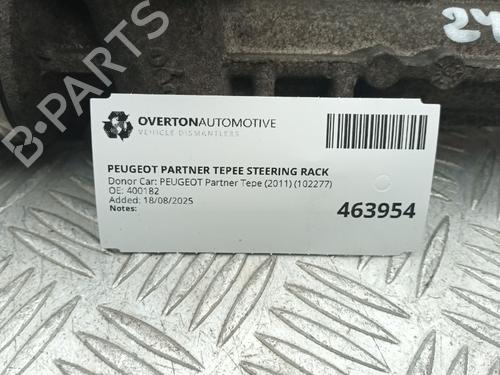 24
OVERTONAUTOMOTIVE
VEHICLE DISMANTLERS
PEUGEOT PARTNER TEPEE STEERING RACK
Donor Car: PEUGEOT Partner Tepe (2011) (102277)
OE: 400182
Added: 18/08/2025
Notes:
463954
B-PARTS